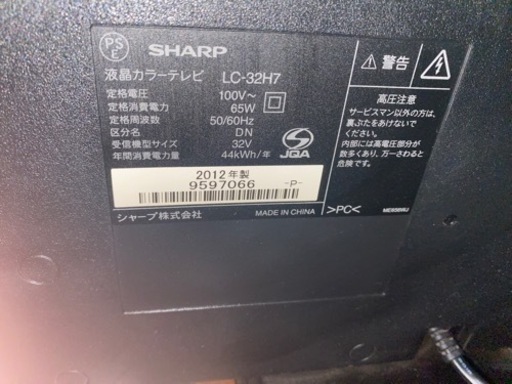 PS
E
SHARP
液晶カラーテレビ LC-32H7
定格電圧 100V～
定格消費電力 65W
定格周波数 50/60Hz
区分名 DN
受信機型サイズ 32V
年間消費電力量 44kWh/年
JQA
2012年製
9597066 -P-
シャープ株式会社 MADE IN CHINA
警告
高圧注意
サービスマン以外の方は、
裏ぶたをあけないで
ください。
内部には高電圧部分が
数多くあり、万一さわると
危険です。
>PC<